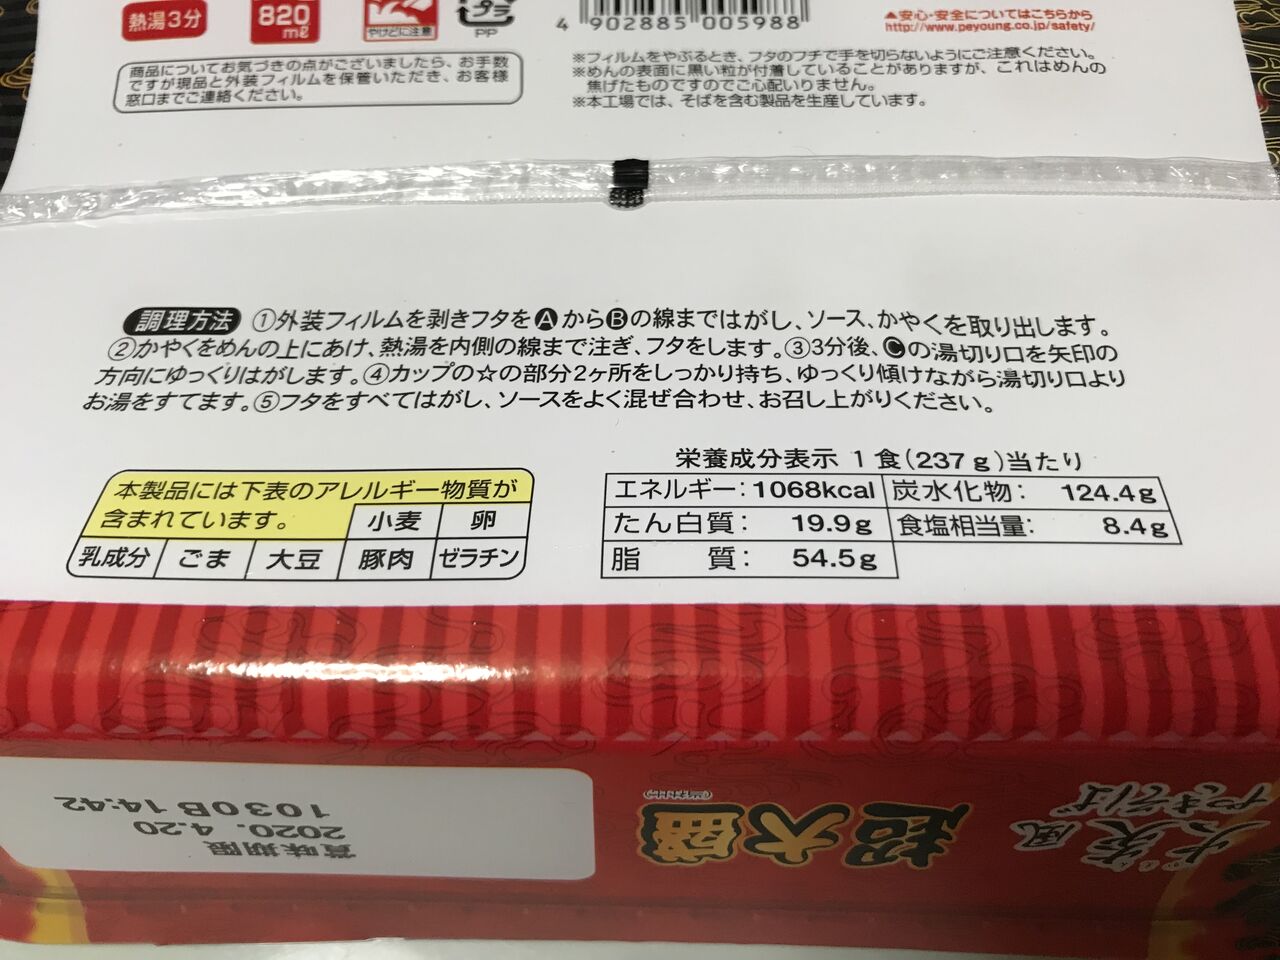 熱湯3分
820
mℓ
やけどに注意
プラ
PP
4 902885 005988
▲安心・安全についてはこちらから
http://www.peyoung.co.jp/safety/
商品についてお気づきの点がございましたら、お手数
ですが現品と外装フィルムを保管いただき、お客様
窓口までご連絡ください。
※フィルムをやぶるとき、フタのフチで手を切らないようにご注意ください。
※めんの表面に黒い粒が付着していることがありますが、これはめんの
焦げたものですのでご心配いりません。
※本工場では、そばを含む製品を生産しています。
調理方法 ①外装フィルムを剥きフタをAからBの線まではがし、ソース、かやくを取り出します。
②かやくをめんの上にあけ、熱湯を内側の線まで注ぎ、フタをします。③3分後、Cの湯切り口を矢印の
方向にゆっくりはがします。④カップの☆の部分2ヶ所をしっかり持ち、ゆっくり傾けながら湯切り口より
お湯をすてます。⑤フタをすべてはがし、ソースをよく混ぜ合わせ、お召し上がりください。
本製品には下表のアレルギー物質が
含まれています。 小麦 卵
乳成分 ごま 大豆 豚肉 ゼラチン
栄養成分表示 1食(237g)当たり
エネルギー：1068kcal 炭水化物： 124.4g
たん白質： 19.9g 食塩相当量： 8.4g
脂 質： 54.5g
賞味期限
2020. 4.20
1030B 14:42
超大盛
(当社比)
風
やきそば